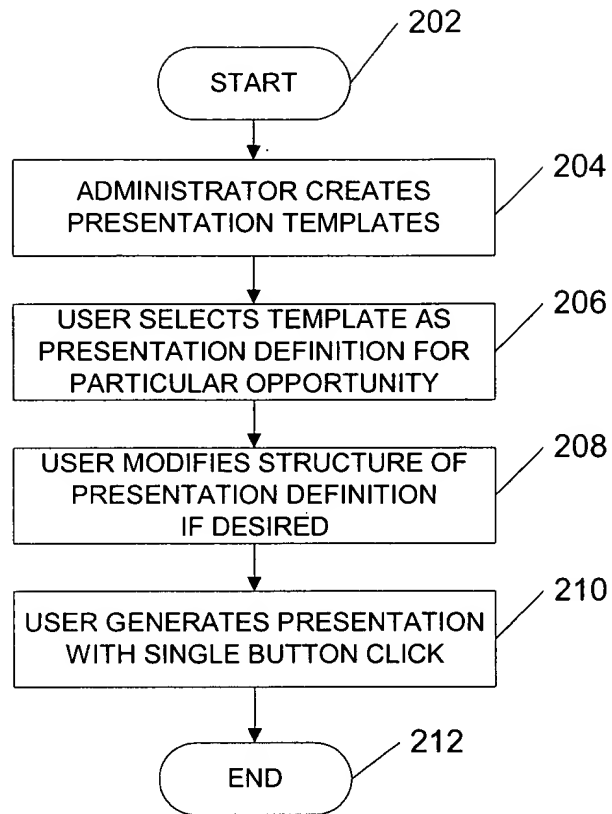 202
START
204
ADMINISTRATOR CREATES
PRESENTATION TEMPLATES
206
USER SELECTS TEMPLATE AS
PRESENTATION DEFINITION FOR
PARTICULAR OPPORTUNITY
208
USER MODIFIES STRUCTURE OF
PRESENTATION DEFINITION
IF DESIRED
210
USER GENERATES PRESENTATION
WITH SINGLE BUTTON CLICK
212
END